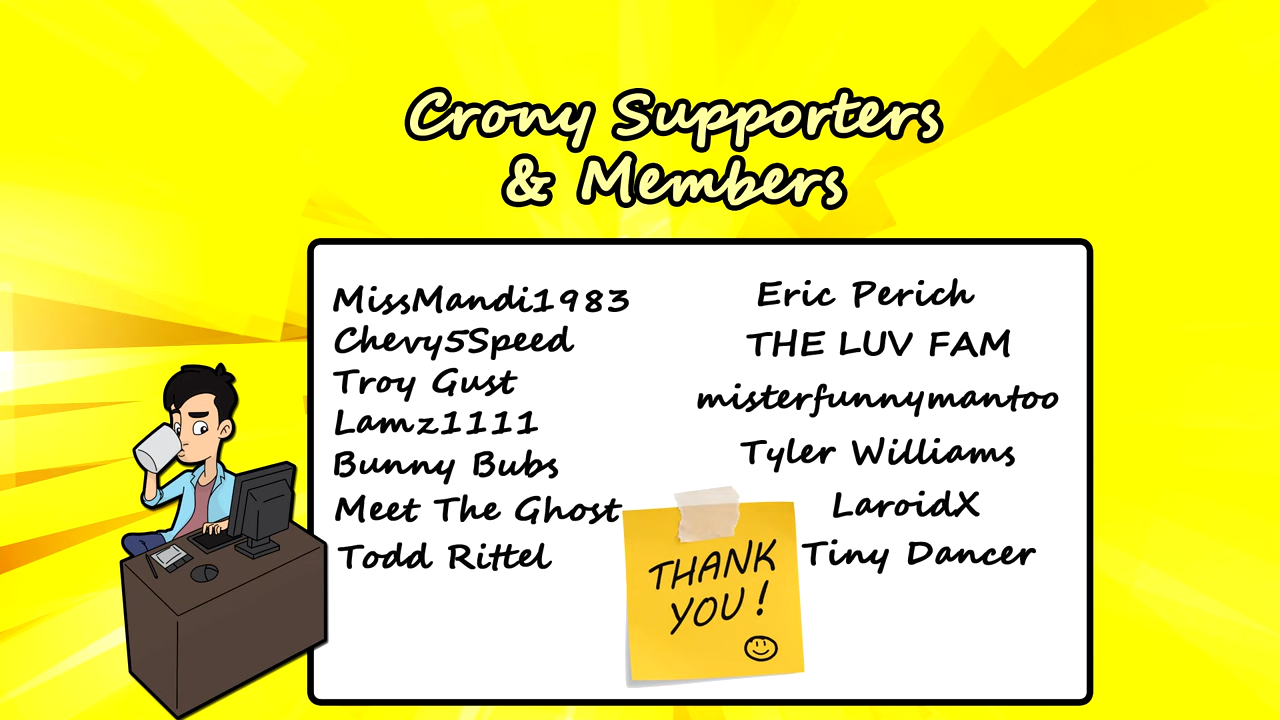 Crony Supporters
& Members
MissMandi1983
Chevy5Speed
Troy Gust
Lamz1111
Bunny Bubs
Meet The Ghost
Todd Rittel
Eric Perich
THE LUV FAM
misterfunnymantoo
Tyler Williams
LaroidX
Tiny Dancer
THANK
YOU!